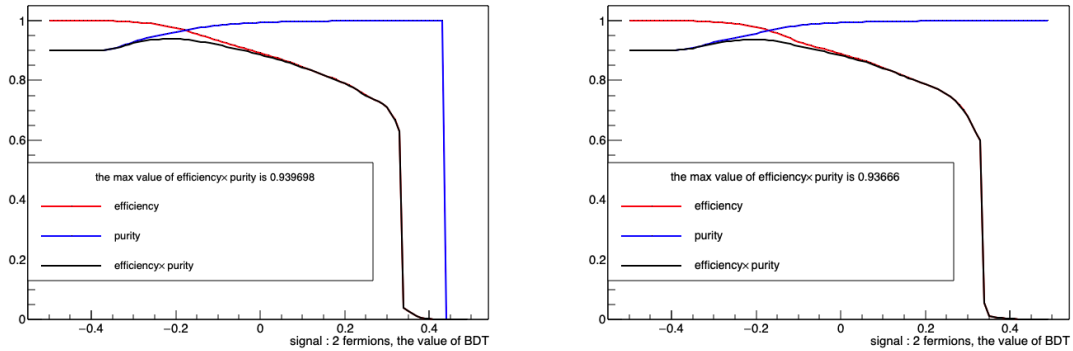 1
0.8
0.6
the max value of efficiency× purity is 0.939698
0.4
efficiency
purity
0.2
efficiency× purity
0
−0.4
−0.2
0
0.2
0.4
signal : 2 fermions, the value of BDT
1
0.8
0.6
the max value of efficiency× purity is 0.93666
0.4
efficiency
purity
0.2
efficiency× purity
0
−0.4
−0.2
0
0.2
0.4
signal : 2 fermions, the value of BDT